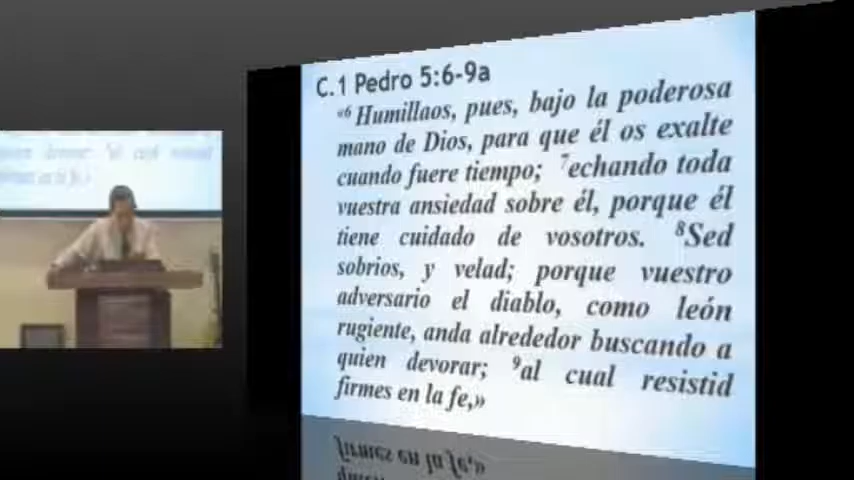 C.1 Pedro 5:6-9a
«6 Humillaos, pues, bajo la poderosa
mano de Dios, para que él os exalte
cuando fuere tiempo; 7echando toda
vuestra ansiedad sobre él, porque él
tiene cuidado de vosotros. 8Sed
sobrios, y velad; porque vuestro
adversario el diablo, como león
rugiente, anda alrededor buscando a
quien devorar; 9al cual resistid
firmes en la fe,»